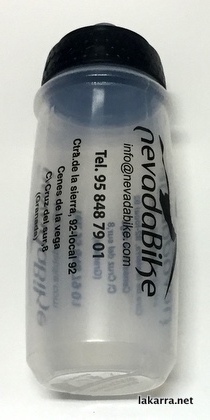 nevadaBike
info@nevadabike.com
Tel. 95 848 79 01
Ctrá.de la sierra, 92-local 92
Cenes de la vega
C. Cruz del sur,8
(Granada)
lakarra.net